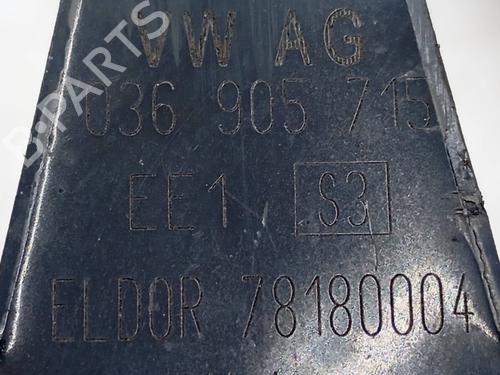 VW AG
036 905 715
EE1 S3
ELDOR 78180004
B-PARTS